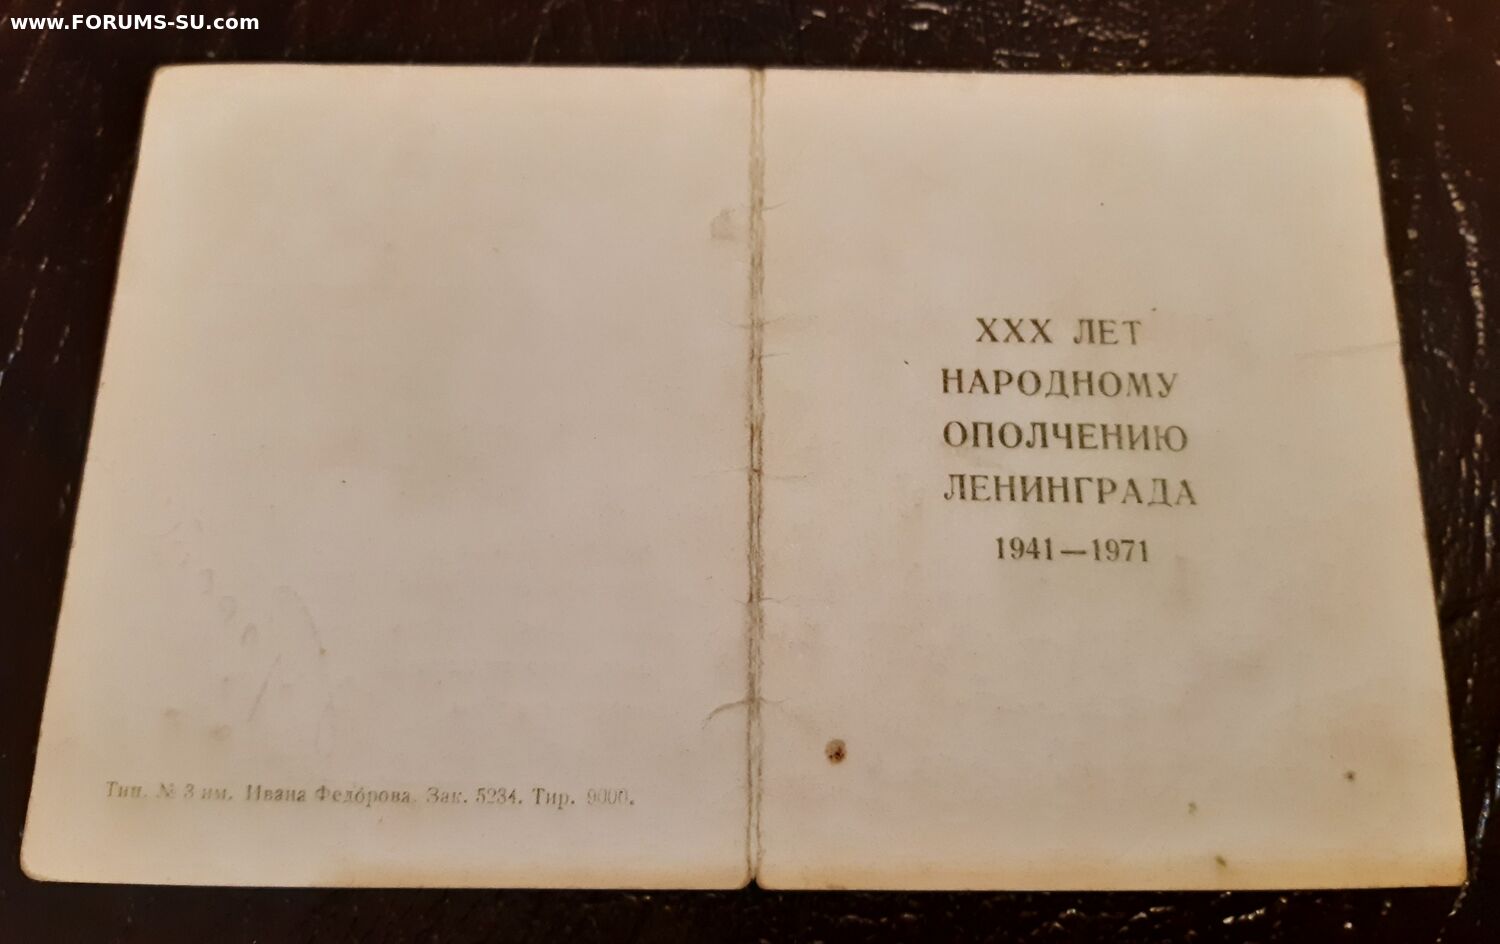 www.FORUMS-SU.com
XXX ЛЕТ
НАРОДНОМУ
ОПОЛЧЕНИЮ
ЛЕНИНГРАДА
1941—1971
Тип. № 3 им. Ивана Федорова. Зак. 5234. Тир. 9000.